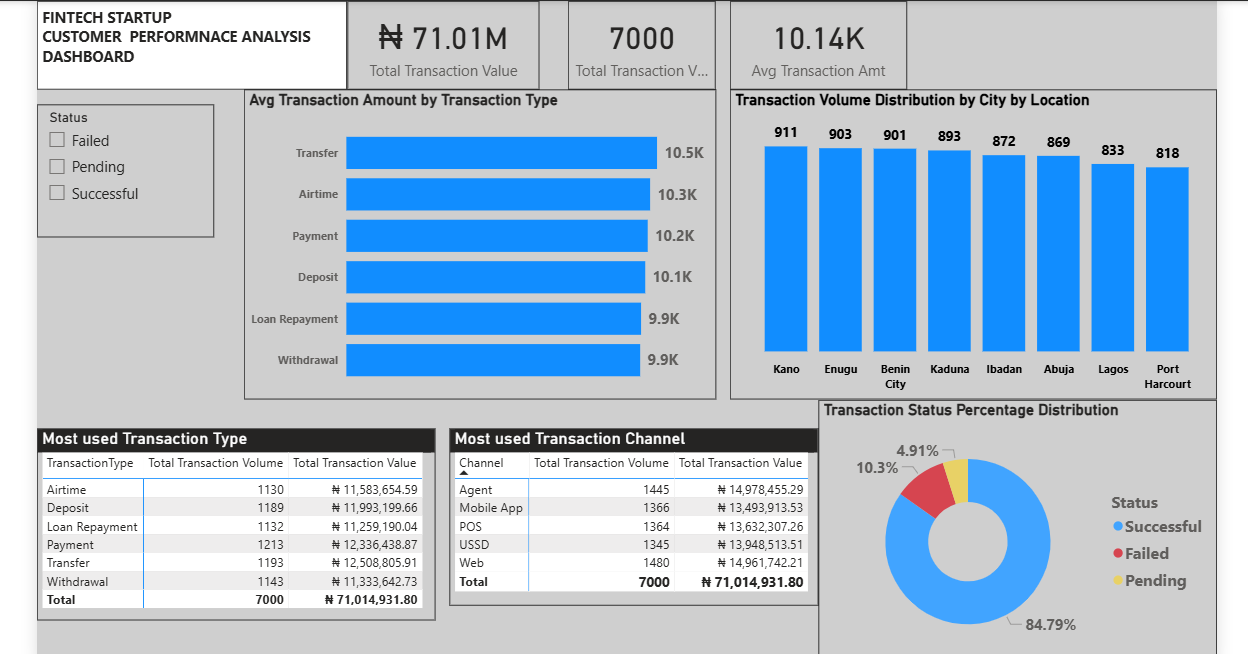 FINTECH STARTUP
CUSTOMER PERFORMNACE ANALYSIS
DASHBOARD
₦ 71.01M
Total Transaction Value
7000
Total Transaction V...
10.14K
Avg Transaction Amt
Status
Failed
Pending
Successful
Avg Transaction Amount by Transaction Type
Transfer 10.5K
Airtime 10.3K
Payment 10.2K
Deposit 10.1K
Loan Repayment 9.9K
Withdrawal 9.9K
Transaction Volume Distribution by City by Location
911 903 901 893 872 869 833 818
Kano Enugu Benin City Kaduna Ibadan Abuja Lagos Port Harcourt
Most used Transaction Type
TransactionType Total Transaction Volume Total Transaction Value
Airtime 1130 ₦ 11,583,654.59
Deposit 1189 ₦ 11,993,199.66
Loan Repayment 1132 ₦ 11,259,190.04
Payment 1213 ₦ 12,336,438.87
Transfer 1193 ₦ 12,508,805.91
Withdrawal 1143 ₦ 11,333,642.73
Total 7000 ₦ 71,014,931.80
Most used Transaction Channel
Channel Total Transaction Volume Total Transaction Value
Agent 1445 ₦ 14,978,455.29
Mobile App 1366 ₦ 13,493,913.53
POS 1364 ₦ 13,632,307.26
USSD 1345 ₦ 13,948,513.51
Web 1480 ₦ 14,961,742.21
Total 7000 ₦ 71,014,931.80
Transaction Status Percentage Distribution
4.91%
10.3%
84.79%
Status
Successful
Failed
Pending